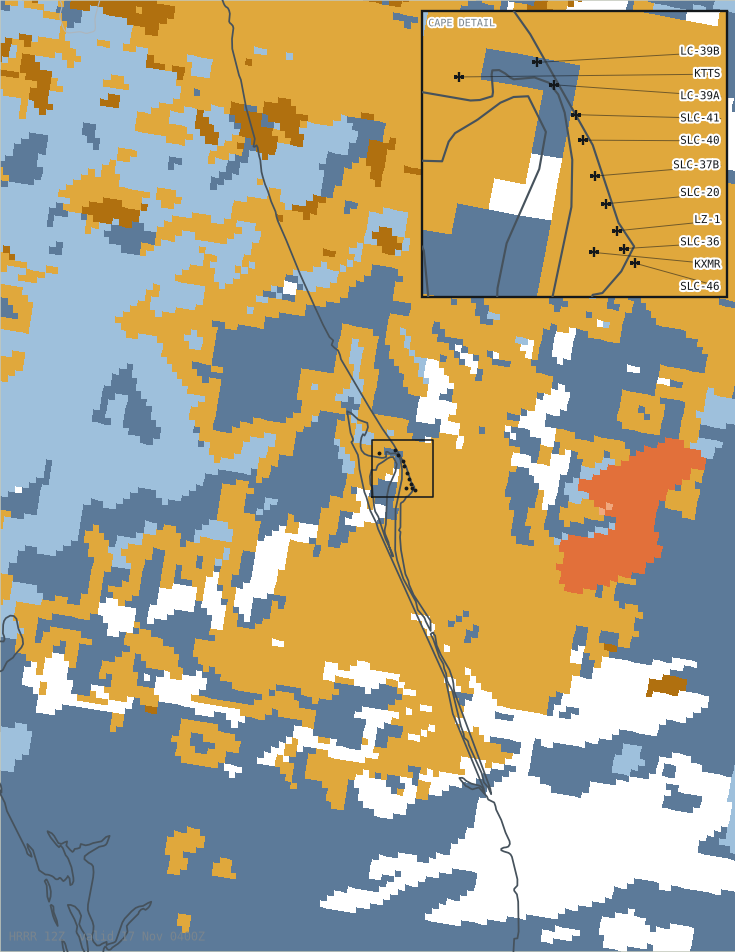 CAPE DETAIL
LC-39B
KTTS
LC-39A
SLC-41
SLC-40
SLC-37B
SLC-20
LZ-1
SLC-36
KXMR
SLC-46